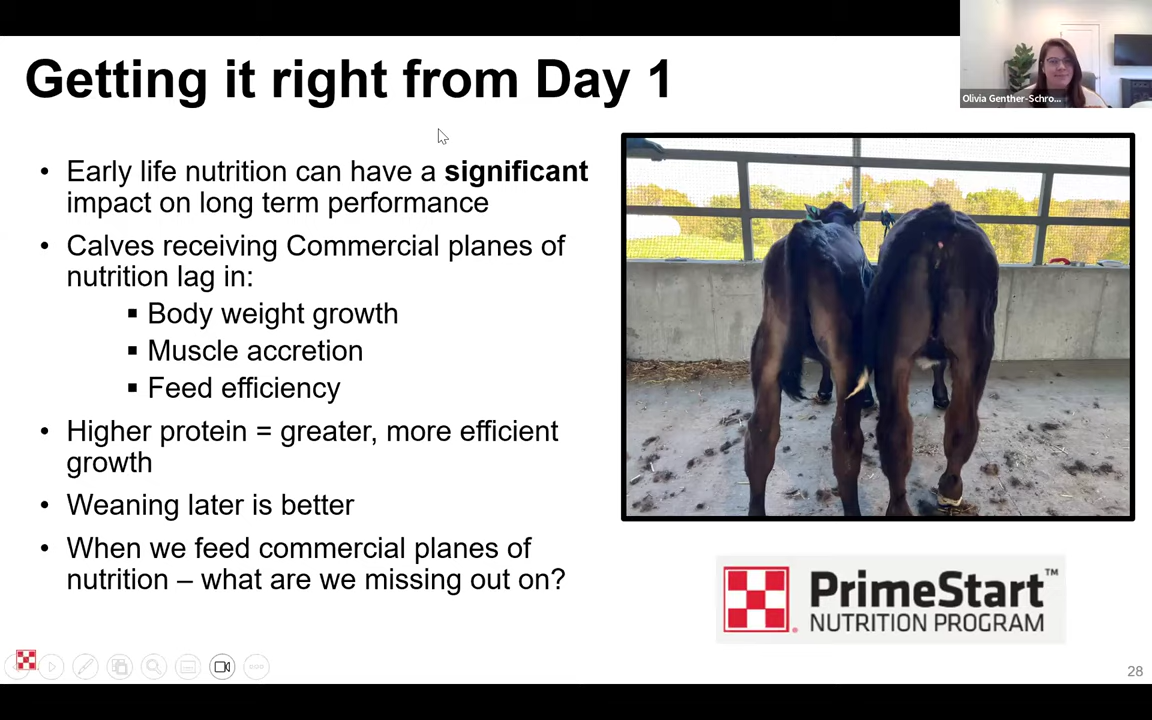 Getting it right from Day 1
Olivia Genther-Schro...
• Early life nutrition can have a significant
impact on long term performance
• Calves receiving Commercial planes of
nutrition lag in:
▪ Body weight growth
▪ Muscle accretion
▪ Feed efficiency
• Higher protein = greater, more efficient
growth
• Weaning later is better
• When we feed commercial planes of
nutrition – what are we missing out on?
PrimeStart™
NUTRITION PROGRAM
28